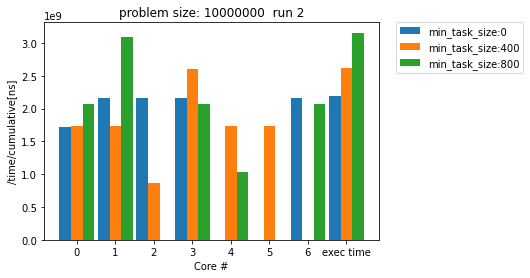 problem size: 10000000  run 2
1e9
3.0
2.5
2.0
1.5
1.0
0.5
0.0
/time/cumulative[ns]
0 1 2 3 4 5 6 exec time
Core #
min_task_size:0
min_task_size:400
min_task_size:800